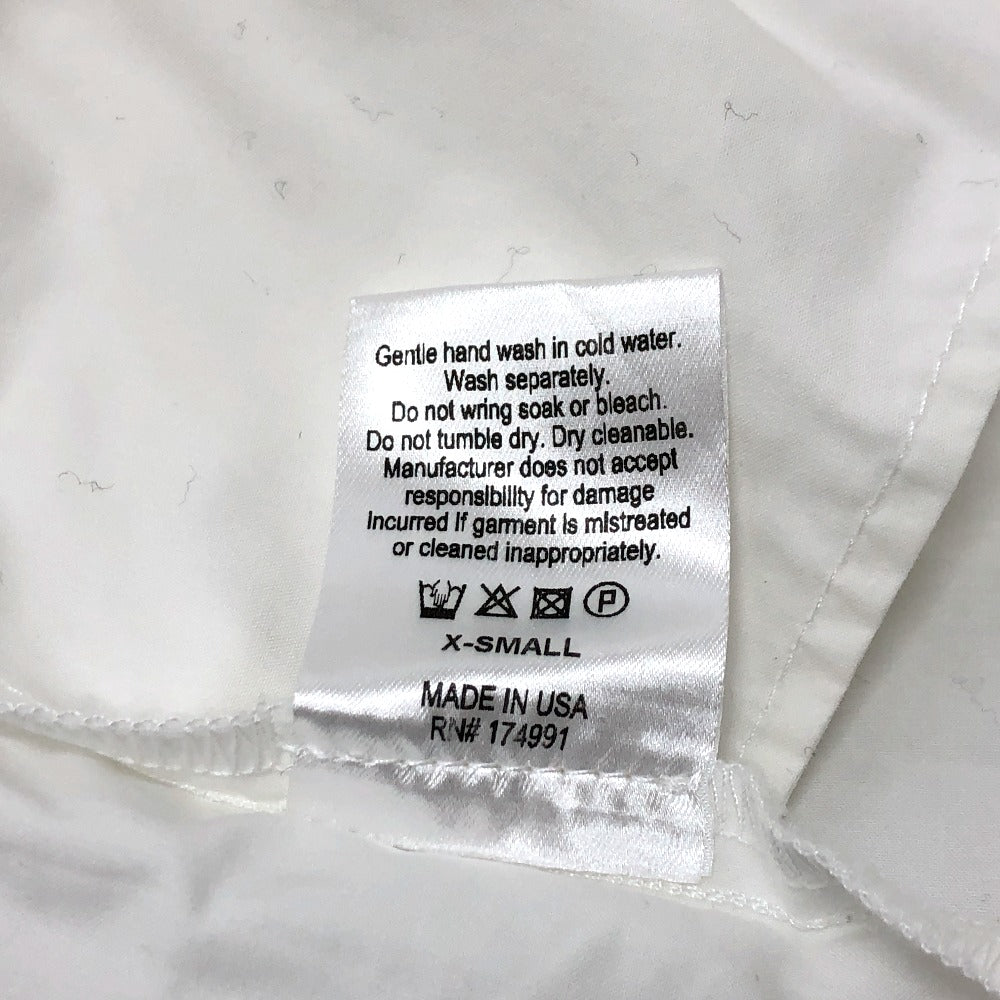 Gentle hand wash in cold water.
Wash separately.
Do not wring soak or bleach.
Do not tumble dry. Dry cleanable.
Manufacturer does not accept
responsibility for damage
Incurred If garment Is mistreated
or cleaned inappropriately.
P
X-SMALL
MADE IN USA
RN# 174991